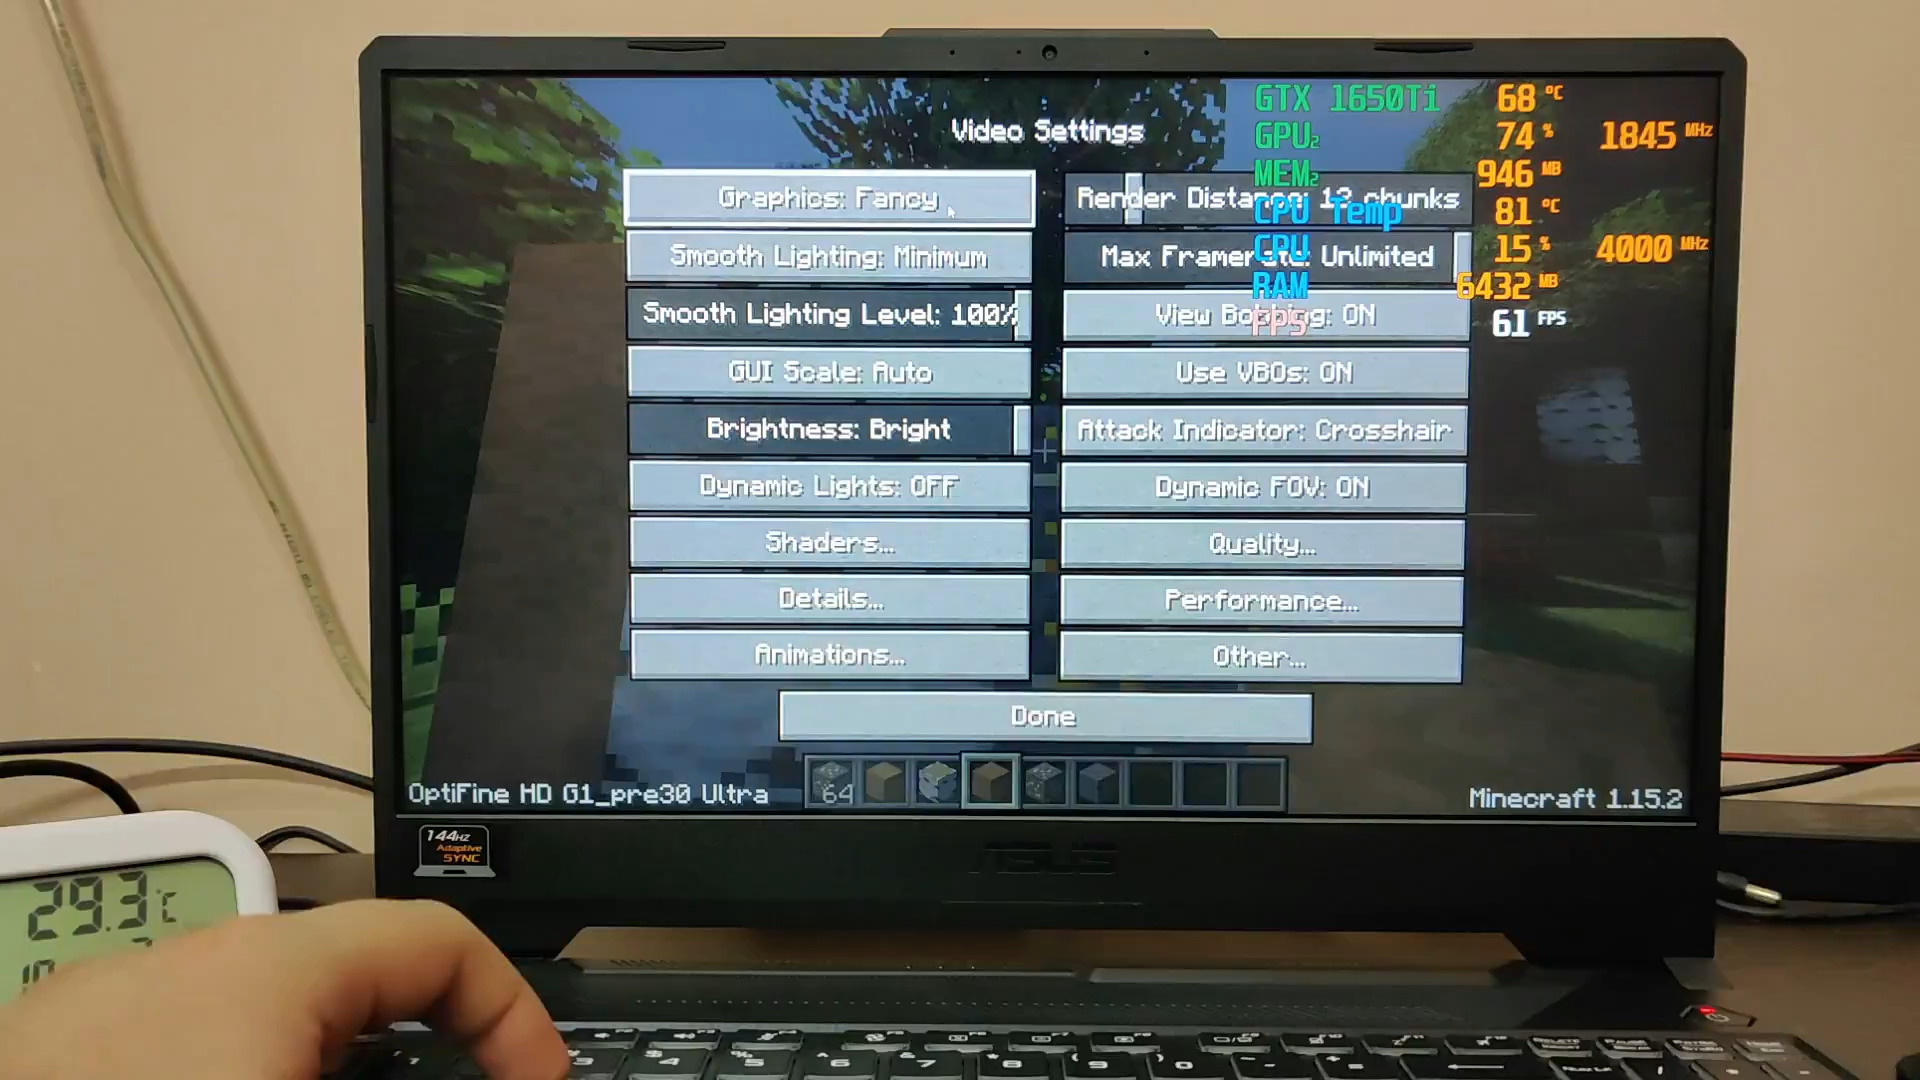 Video Settings
GTX 1650Ti 68 °C
GPU2 74 % 1845 MHz
MEM2 946 MB
CPU Temp 81 °C
CPU 15 % 4000 MHz
RAM 6432 MB
FPS 61 FPS
Graphics: Fancy
Render Distance: 12 chunks
Smooth Lighting: Minimum
Max Framerate: Unlimited
Smooth Lighting Level: 100%
View Bobbing: ON
GUI Scale: Auto
Use VBOs: ON
Brightness: Bright
Attack Indicator: Crosshair
Dynamic Lights: OFF
Dynamic FOV: ON
Shaders...
Quality...
Details...
Performance...
Animations...
Other...
Done
64
OptiFine HD G1_pre30 Ultra
Minecraft 1.15.2
144Hz
Adaptive
SYNC
ASUS
29.3 °C